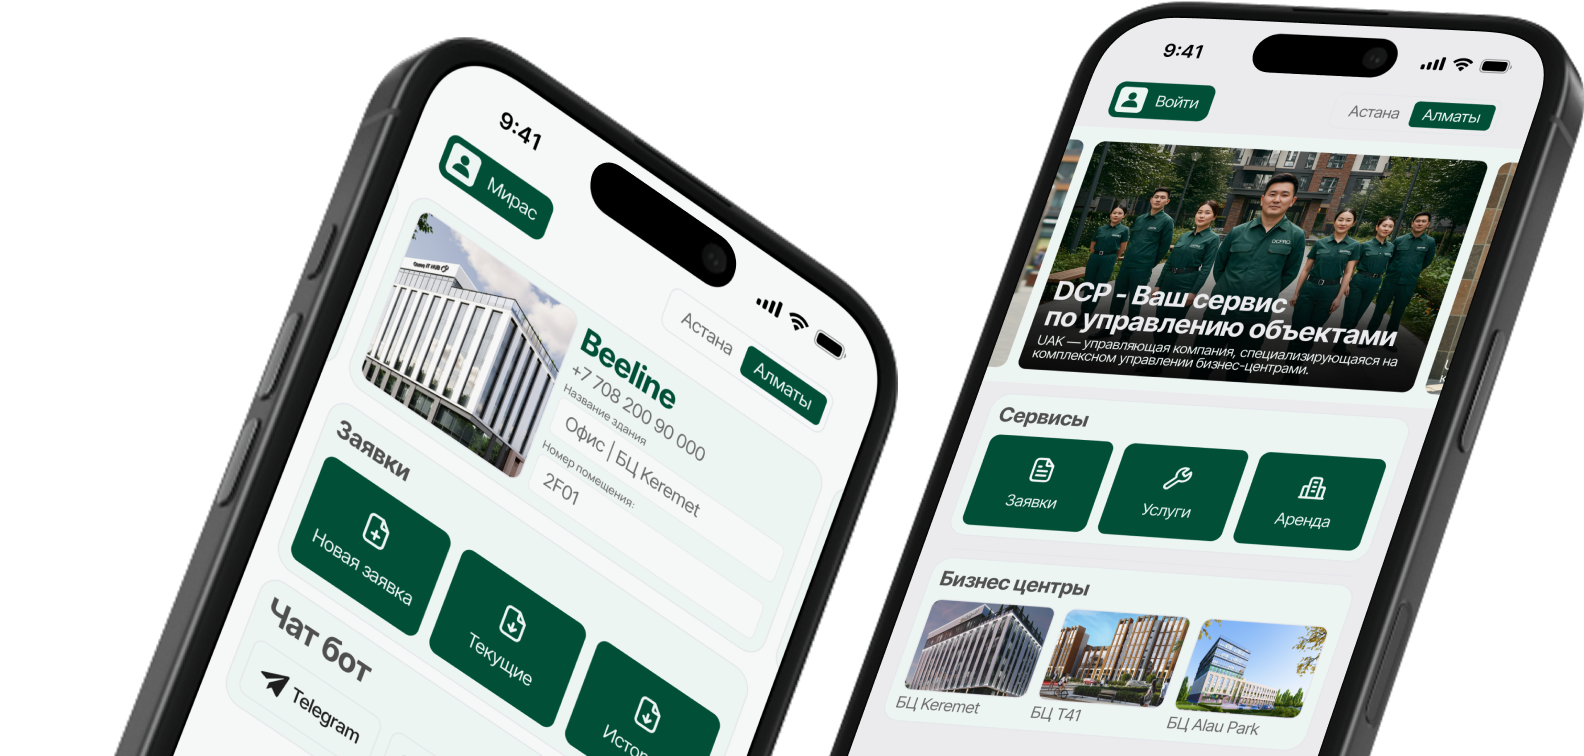 9:41
Мирас
Астана
Алматы
Beeline
+7 708 200 90 000
Название здания
Офис | БЦ Keremet
Номер помещения:
2F01
Заявки
Новая заявка
Текущие
Чат бот
Telegram
9:41
Войти
Астана
Алматы
DCP - Ваш сервис
по управлению объектами
UAK — управляющая компания, специализирующаяся на
комплексном управлении бизнес-центрами.
Сервисы
Заявки
Услуги
Аренда
Бизнес центры
БЦ Keremet
БЦ T41
БЦ Alau Park